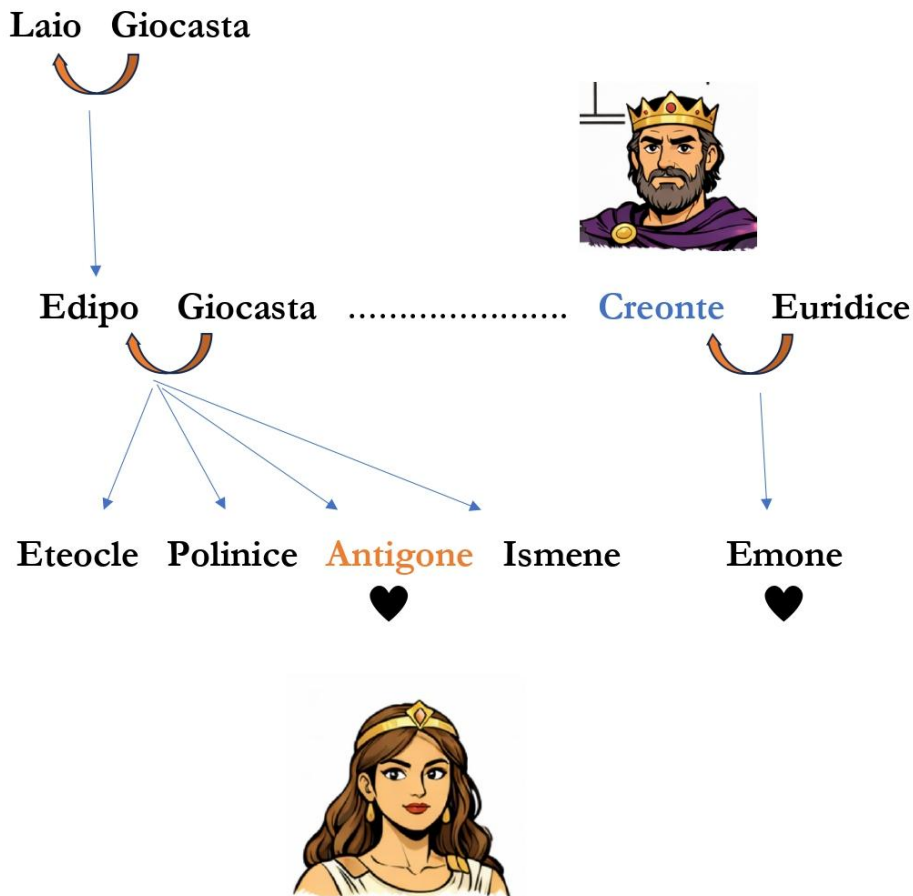 Laio Giocasta
Edipo Giocasta ...................... Creonte Euridice
Eteocle Polinice Antigone Ismene Emone